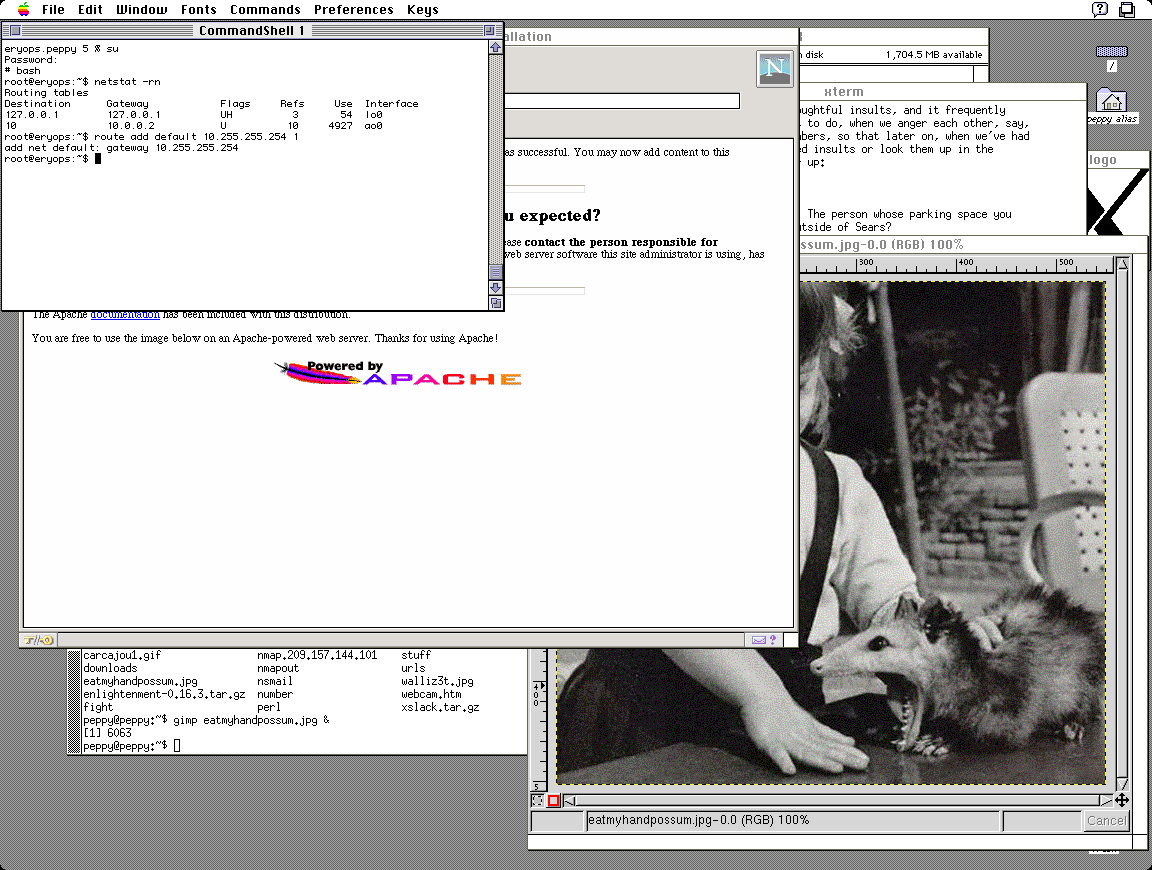 File Edit Window Fonts Commands Preferences Keys
CommandShell 1
eryops.peppy 5 % su
Password:
# bash
root@eryops:~$ netstat -rn
Routing tables
Destination Gateway Flags Refs Use Interface
127.0.0.1 127.0.0.1 UH 3 54 lo0
10 10.0.0.2 U 10 4927 ao0
root@eryops:~$ route add default 10.255.255.254 1
add net default: gateway 10.255.255.254
root@eryops:~$
allation
N
as successful. You may now add content to this
u expected?
ease contact the person responsible for
web server software this site administrator is using, has
The Apache documentation has been included with this distribution.
You are free to use the image below on an Apache-powered web server. Thanks for using Apache!
Powered by
APACHE
n disk 1,704.5 MB available
/
peppy alias
xterm
oughtful insults, and it frequently
to do, when we anger each other, say,
bers, so that later on, when we've had
ed insults or look them up in the
r up:
The person whose parking space you
utside of Sears?
logo
ssum.jpg-0.0 (RGB) 100%
300 400 500
400
5
carcajou1.gif nmap.209.157.144.101 stuff
downloads nmapout urls
eatmyhandpossum.jpg nsmail walliz3t.jpg
enlightenment-0.16.3.tar.gz number webcam.htm
fight perl xslack.tar.gz
peppy@peppy:~$ gimp eatmyhandpossum.jpg &
[1] 6063
peppy@peppy:~$
eatmyhandpossum.jpg-0.0 (RGB) 100%
Cancel